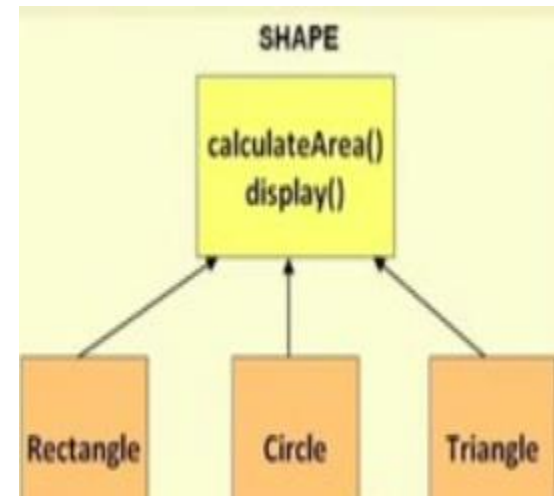 SHAPE
calculateArea()
display()
Rectangle
Circle
Triangle